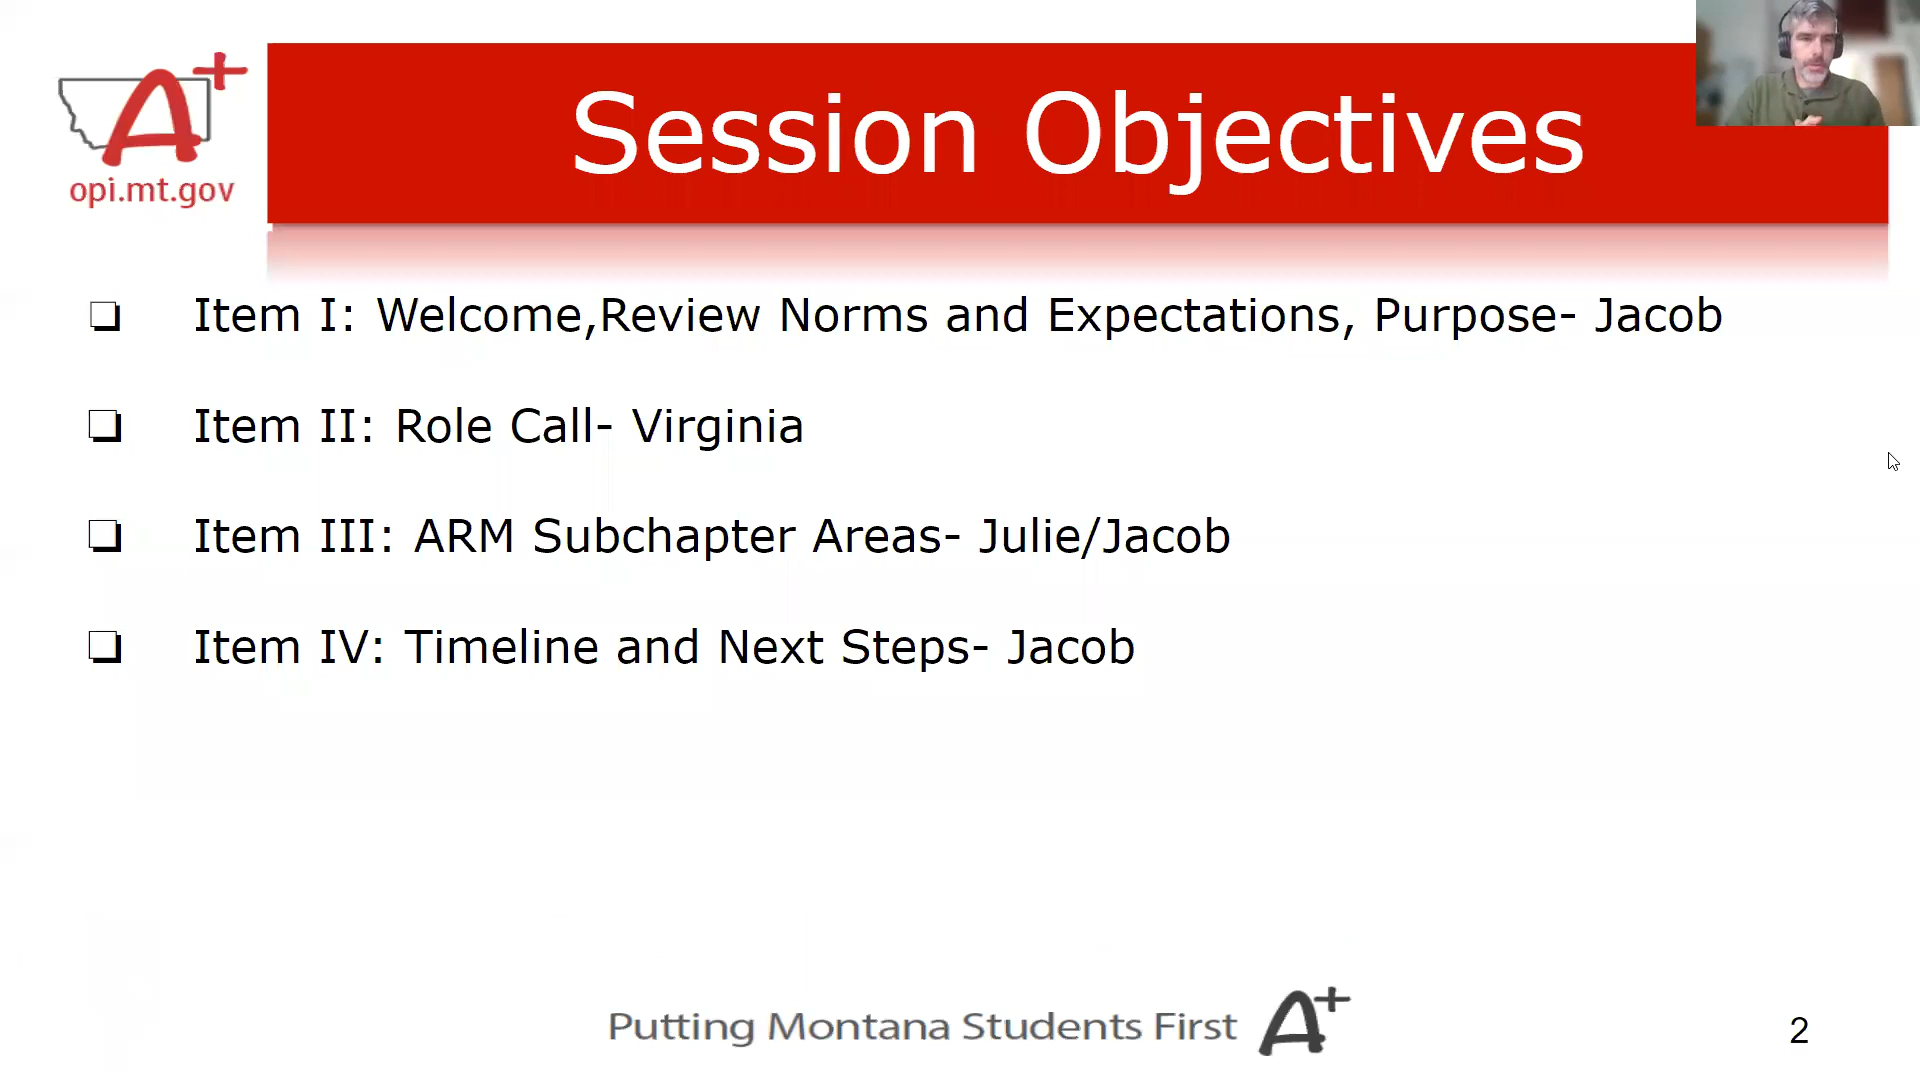 A+
opi.mt.gov
Session Objectives
Item I: Welcome,Review Norms and Expectations, Purpose- Jacob
Item II: Role Call- Virginia
Item III: ARM Subchapter Areas- Julie/Jacob
Item IV: Timeline and Next Steps- Jacob
Putting Montana Students First A+
2